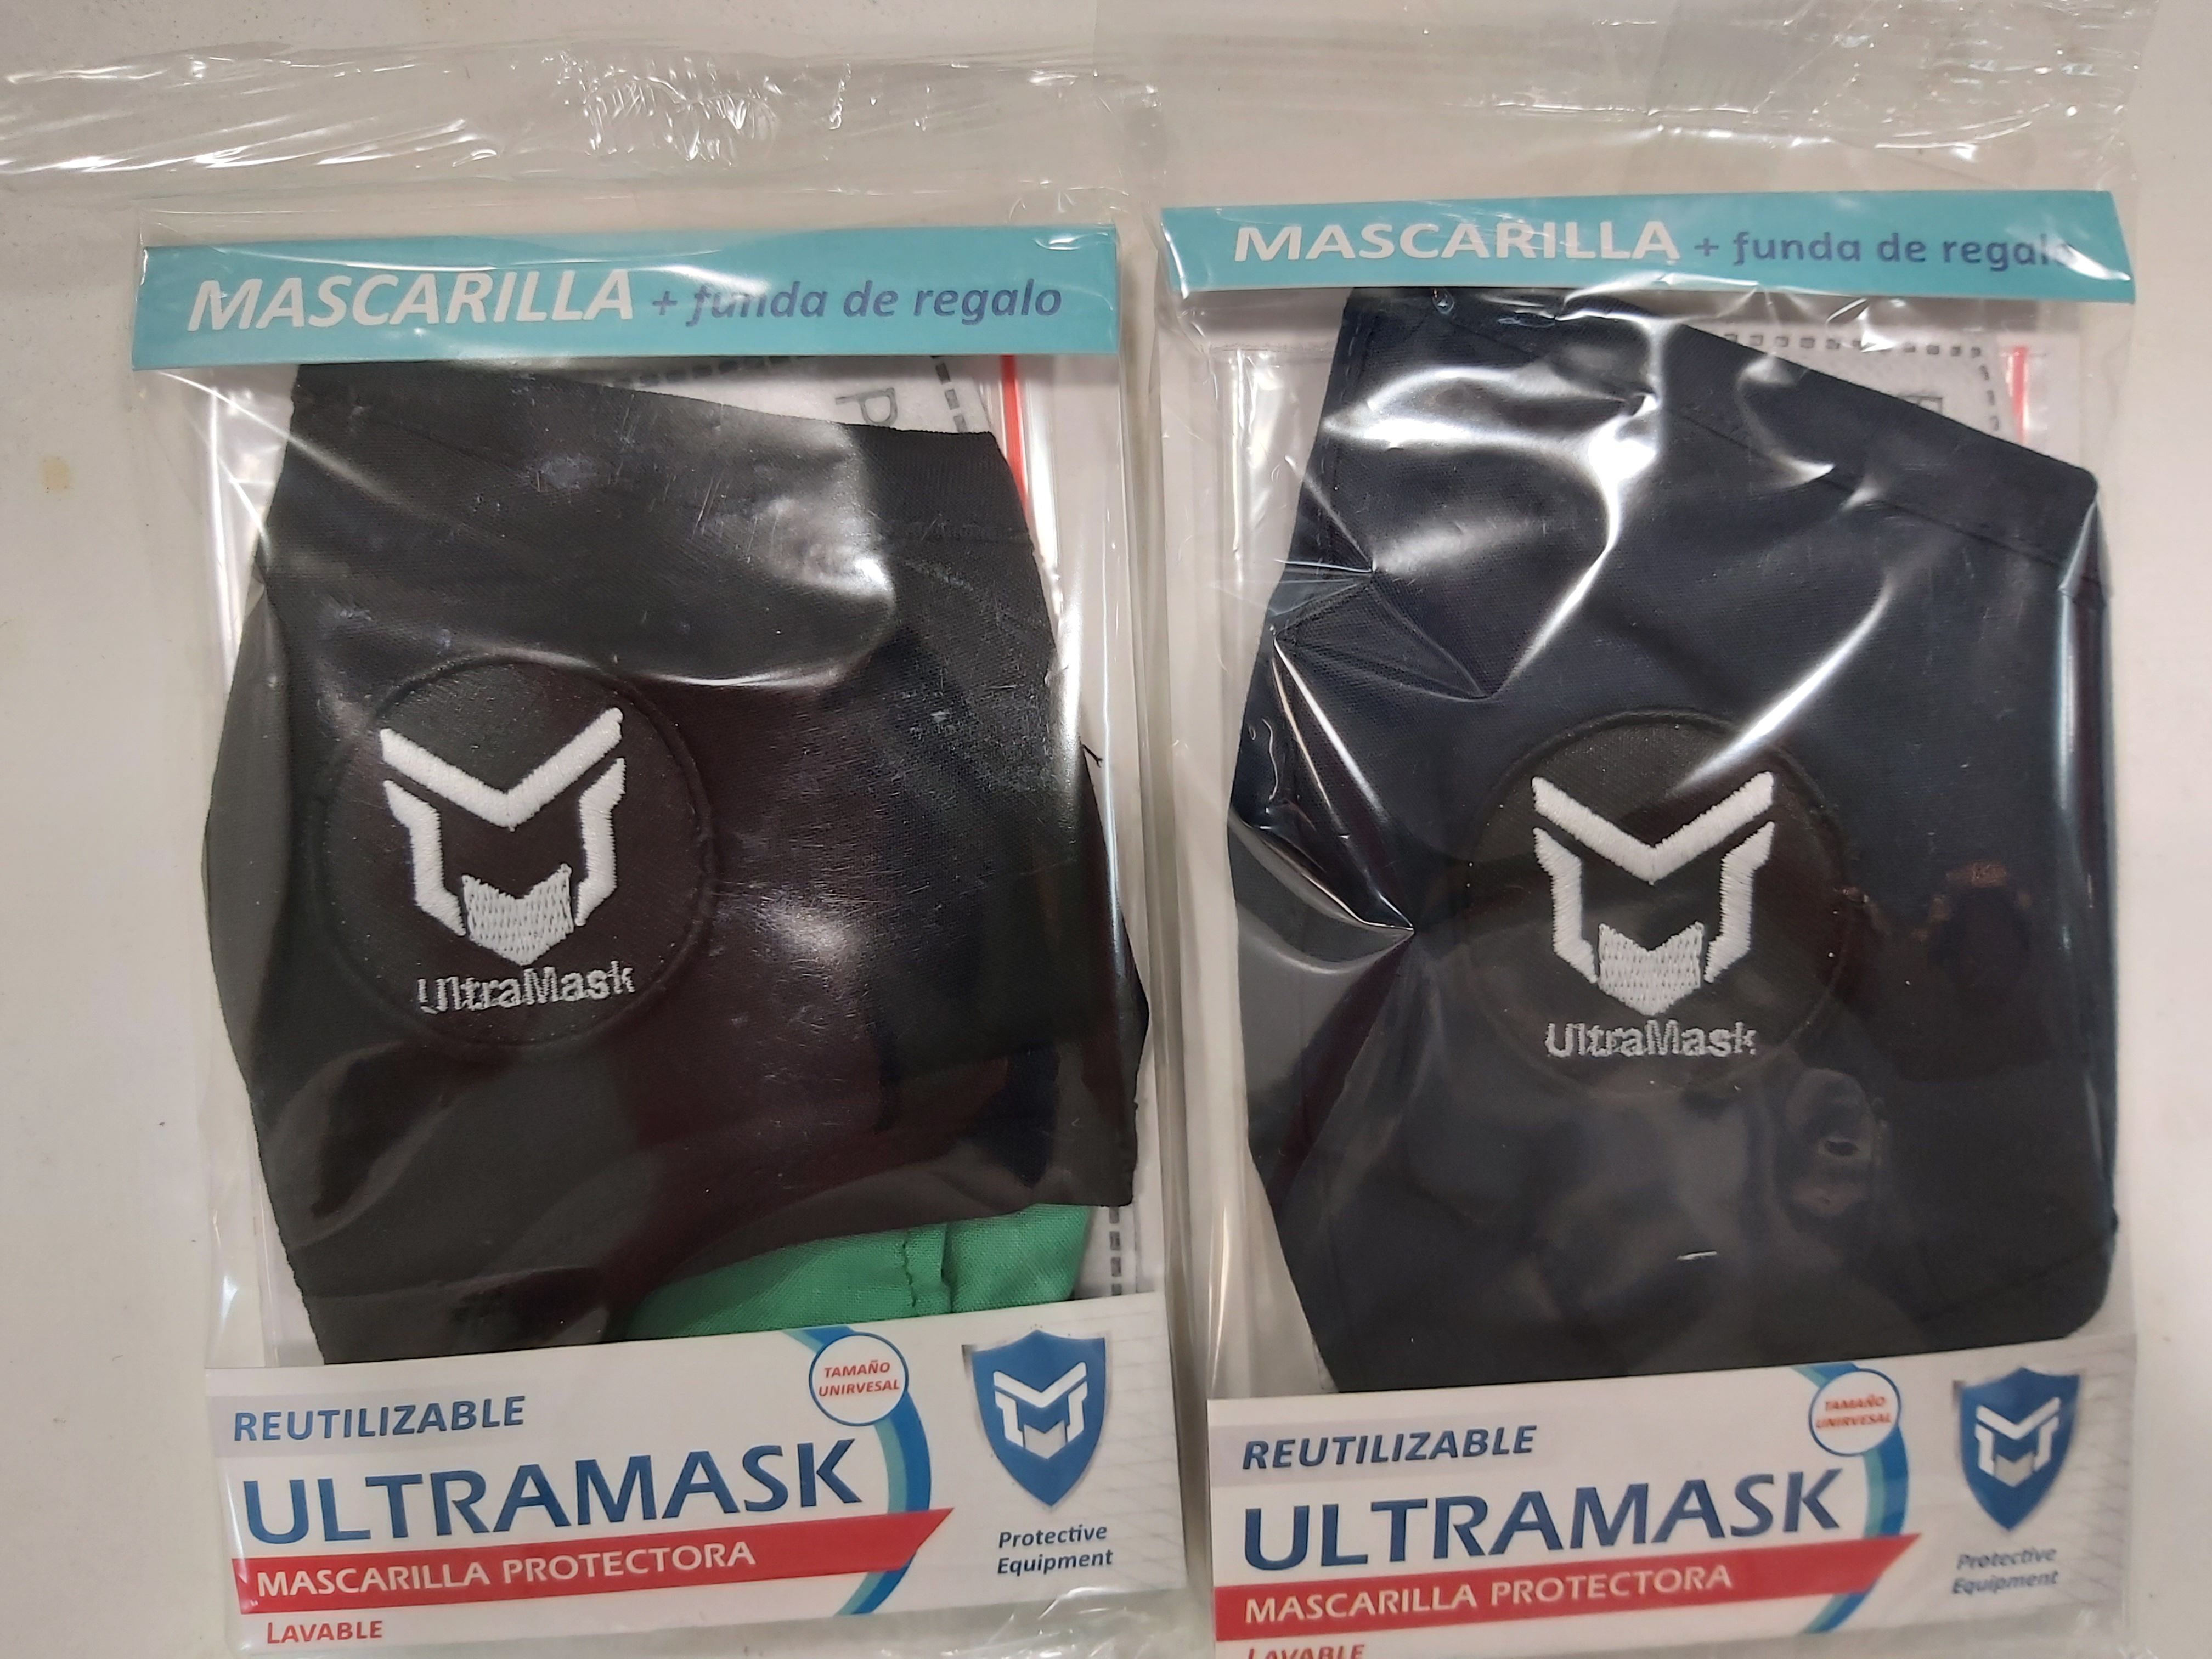 MASCARILLA + funda de regalo
P
UltraMask
REUTILIZABLE
TAMAÑO
UNIRVESAL
ULTRAMASK
MASCARILLA PROTECTORA
LAVABLE
Protective
Equipment
MASCARILLA + funda de regalo
UltraMask
REUTILIZABLE
TAMAÑO
UNIRVESAL
ULTRAMASK
MASCARILLA PROTECTORA
LAVABLE
Protective
Equipment